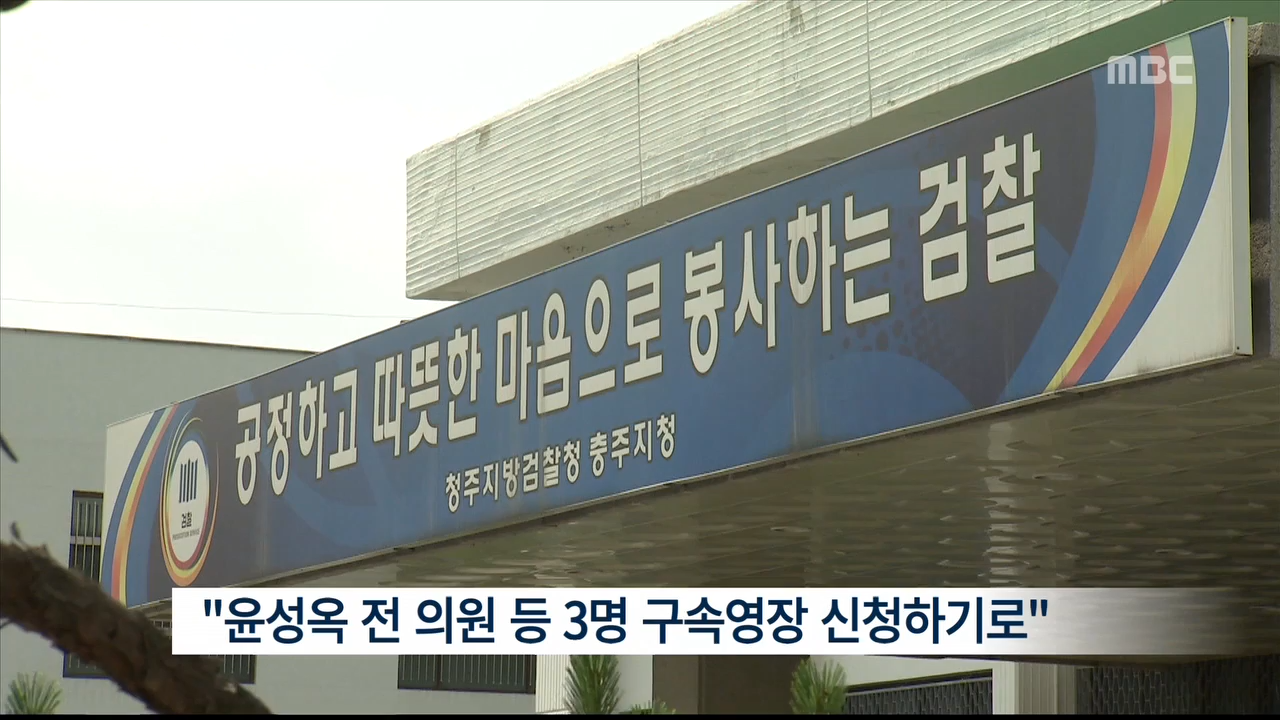 MBC
공정하고 따뜻한 마음으로 봉사하는 검찰
청주지방검찰청 충주지청
검찰
PROSECUTION SERVICE
"윤성옥 전 의원 등 3명 구속영장 신청하기로"